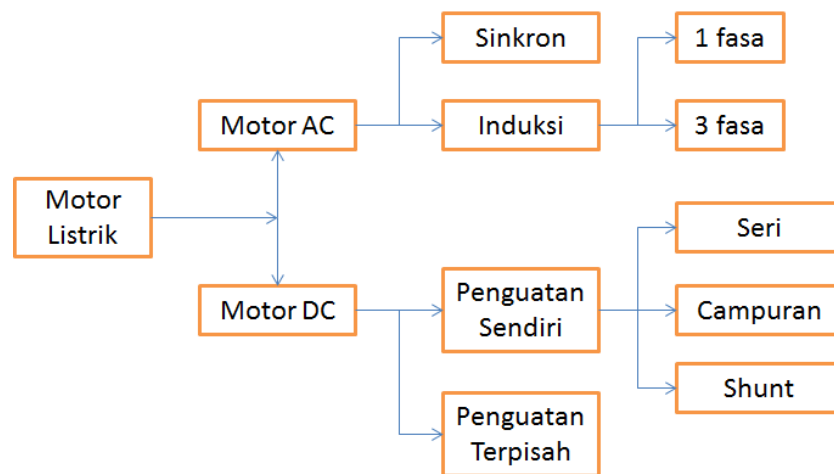 Sinkron
1 fasa
Motor AC
Induksi
3 fasa
Motor
Listrik
Seri
Motor DC
Penguatan
Sendiri
Campuran
Shunt
Penguatan
Terpisah